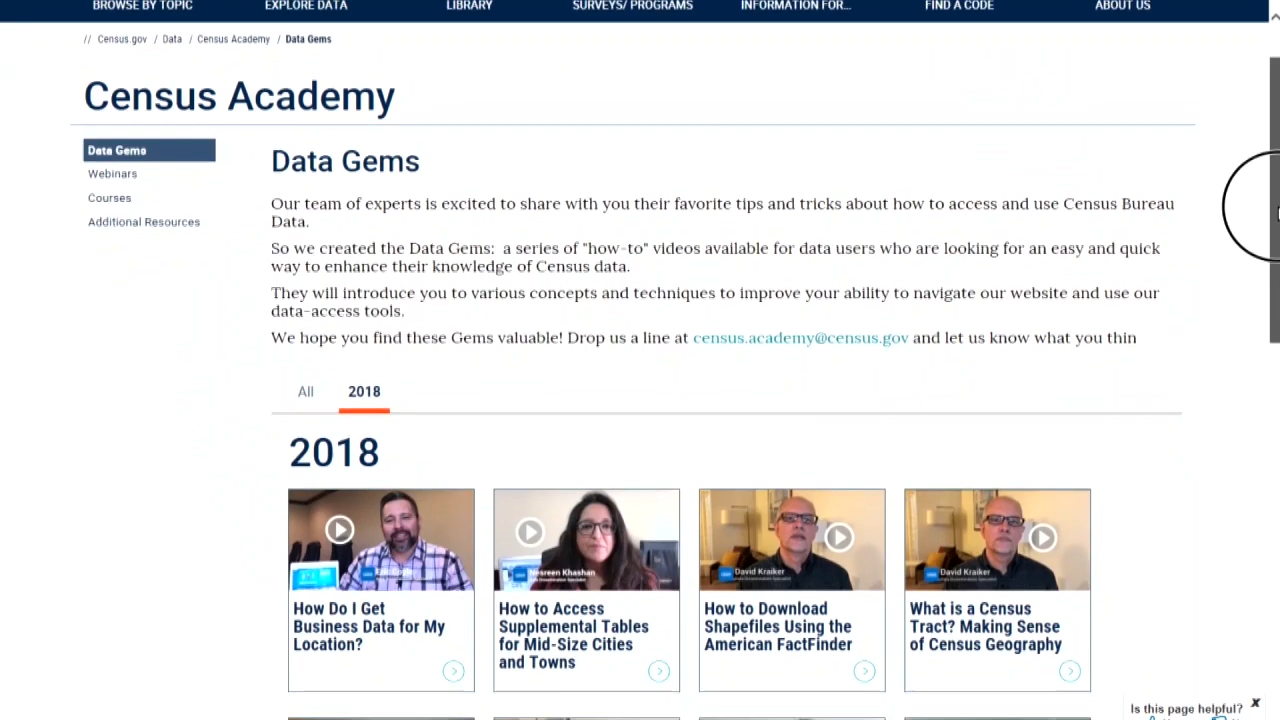 BROWSE BY TOPIC EXPLORE DATA LIBRARY SURVEYS/ PROGRAMS INFORMATION FOR... FIND A CODE ABOUT US
// Census.gov / Data / Census Academy / Data Gems
Census Academy
Data Gems
Webinars
Courses
Additional Resources
Data Gems
Our team of experts is excited to share with you their favorite tips and tricks about how to access and use Census Bureau
Data.
So we created the Data Gems: a series of "how-to" videos available for data users who are looking for an easy and quick
way to enhance their knowledge of Census data.
They will introduce you to various concepts and techniques to improve your ability to navigate our website and use our
data-access tools.
We hope you find these Gems valuable! Drop us a line at census.academy@census.gov and let us know what you thin
All 2018
2018
How Do I Get
Business Data for My
Location?
Khashan
How to Access
Supplemental Tables
for Mid-Size Cities
and Towns
David Kraiker
How to Download
Shapefiles Using the
American FactFinder
David Kraiker
What is a Census
Tract? Making Sense
of Census Geography
Is this page helpful? X